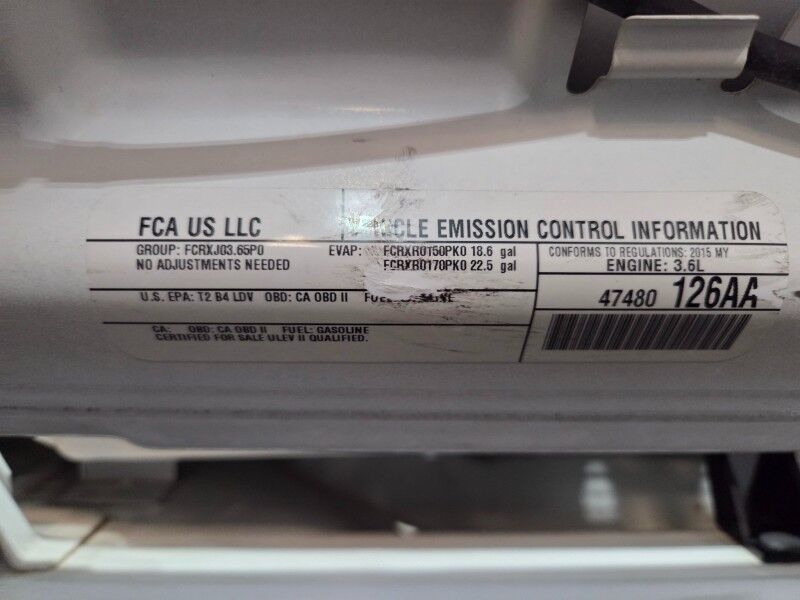 FCA US LLC
EMISSION CONTROL INFORMATION
GROUP: FCRXJ03.65P0
NO ADJUSTMENTS NEEDED
EVAP: FCRXR0150PK0 18.6 gal
FCRXR0170PK0 22.5 gal
CONFORMS TO REGULATIONS: 2015 MY
ENGINE: 3.6L
U.S. EPA: T2 B4 LDV OBD: CA OBD II
47480 126AA
CA: OBD: CA OBD II FUEL: GASOLINE
CERTIFIED FOR SALE ULEV II QUALIFIED.